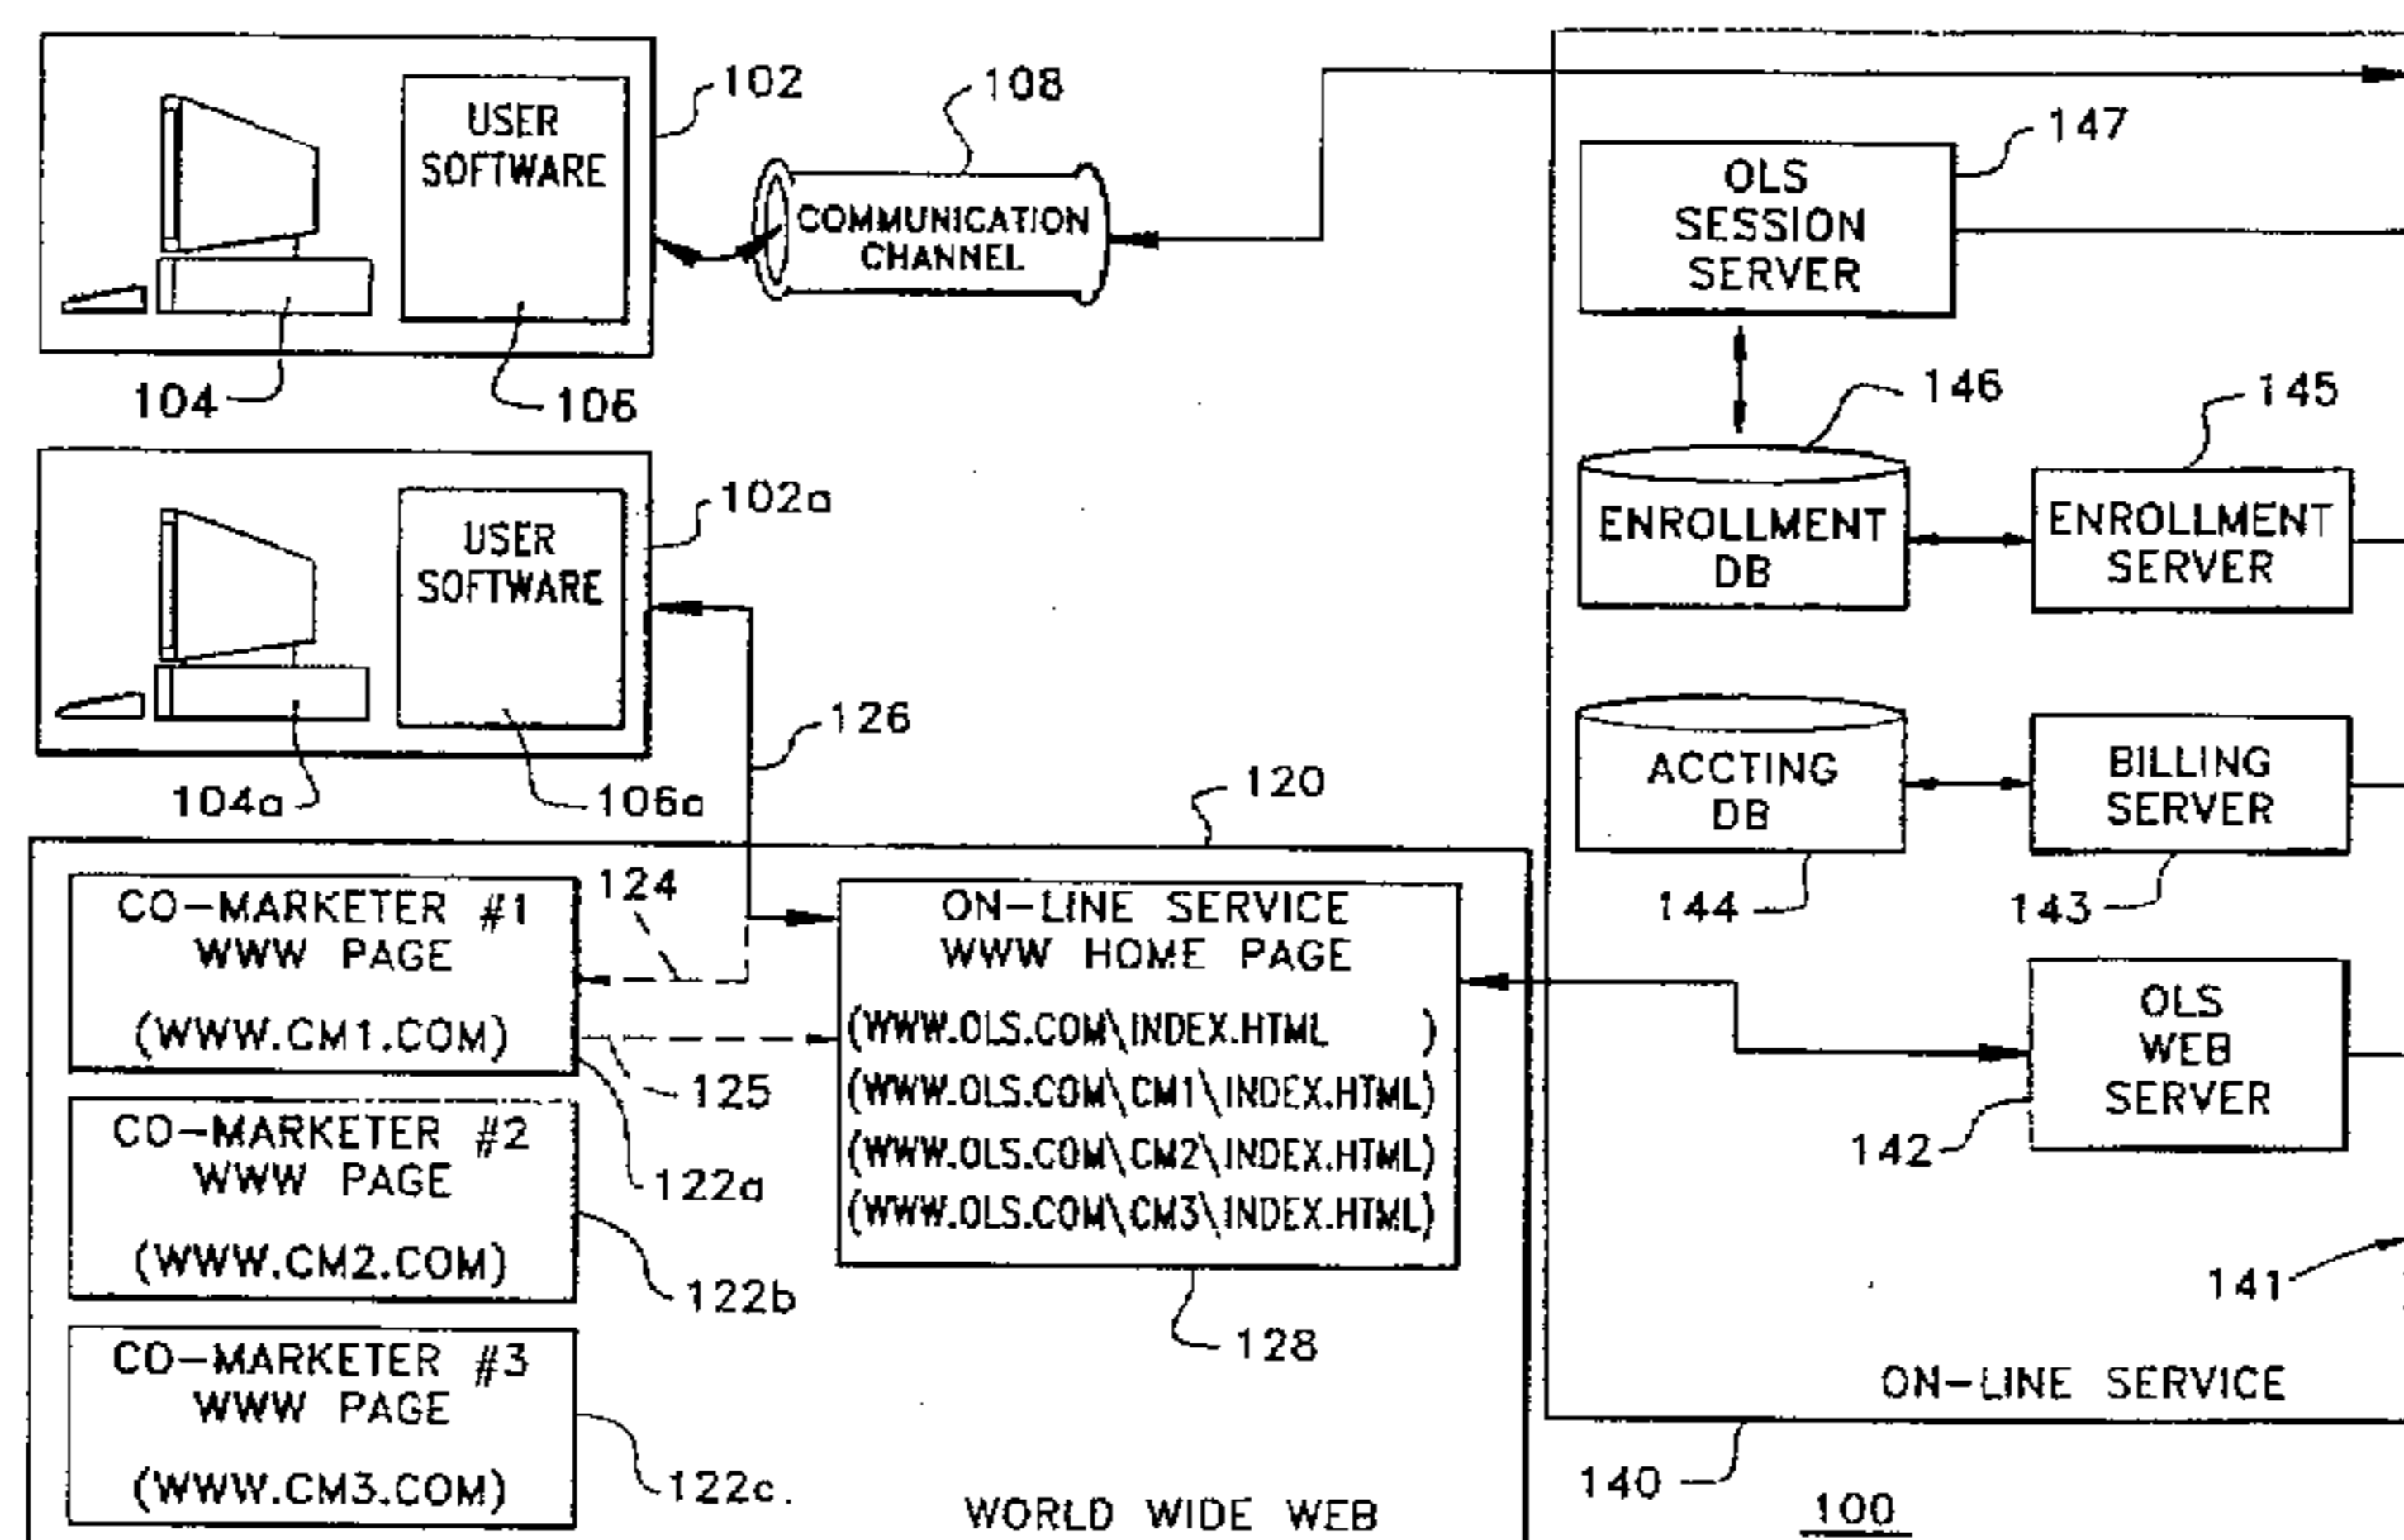 USER
SOFTWARE
102
108
COMMUNICATION
CHANNEL
104
106
USER
SOFTWARE
102a
104a
106a
126
120
124
CO-MARKETER #1
WWW PAGE
(WWW.CM1.COM)
125
122a
CO-MARKETER #2
WWW PAGE
(WWW.CM2.COM)
122b
CO-MARKETER #3
WWW PAGE
(WWW.CM3.COM)
122c.
ON-LINE SERVICE
WWW HOME PAGE
(WWW.OLS.COM\INDEX.HTML )
(WWW.OLS.COM\CM1\INDEX.HTML)
(WWW.OLS.COM\CM2\INDEX.HTML)
(WWW.OLS.COM\CM3\INDEX.HTML)
128
WORLD WIDE WEB
147
OLS
SESSION
SERVER
146
145
ENROLLMENT
DB
ENROLLMENT
SERVER
ACCTING
DB
BILLING
SERVER
144
143
OLS
WEB
SERVER
142
141
ON-LINE SERVICE
140
100